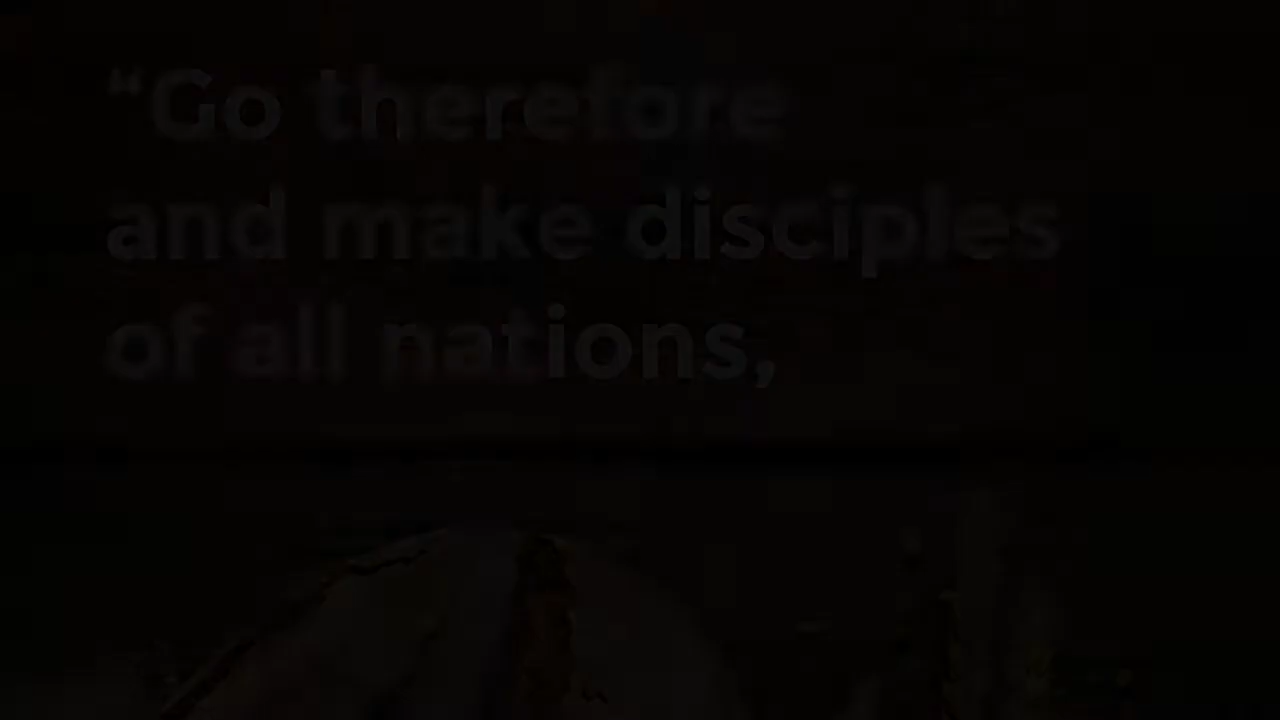 “Go therefore
and make disciples
of all nations,